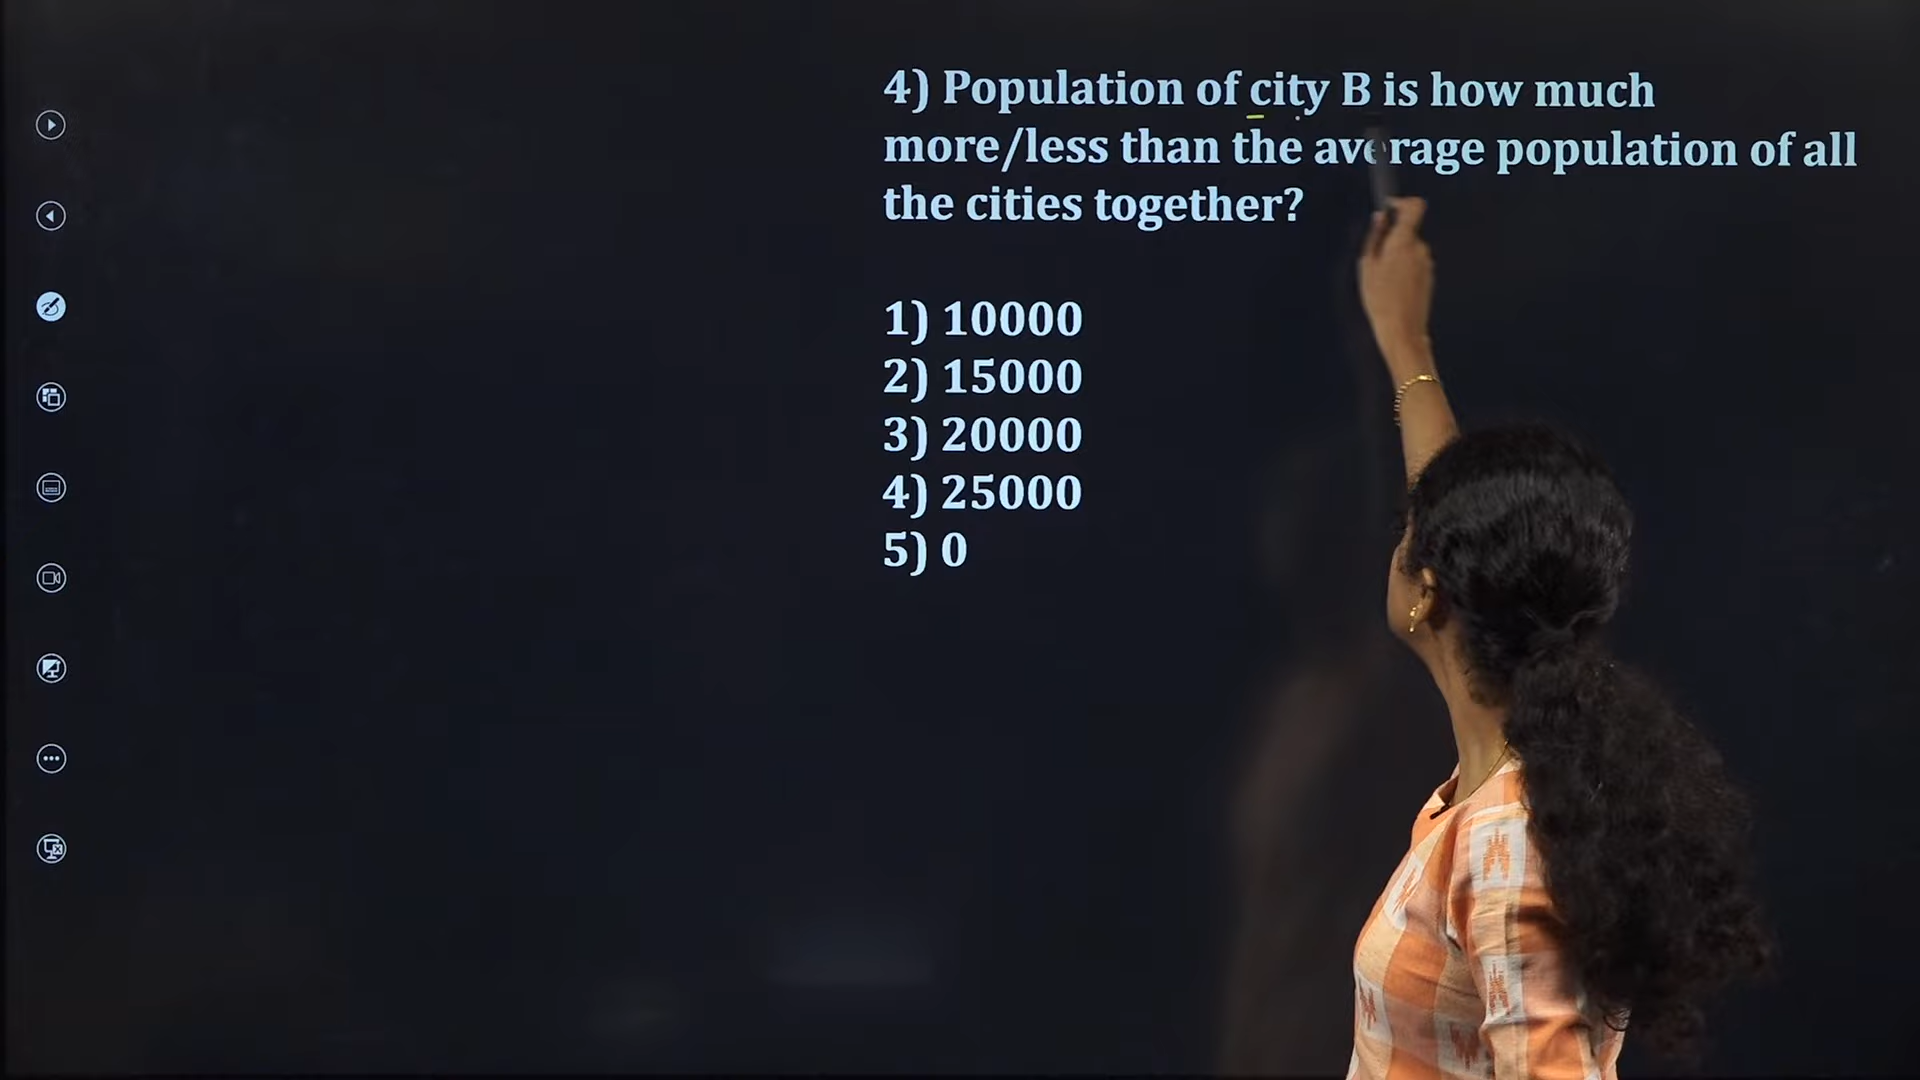 4) Population of city B is how much
more/less than the average population of all
the cities together?
1) 10000
2) 15000
3) 20000
4) 25000
5) 0